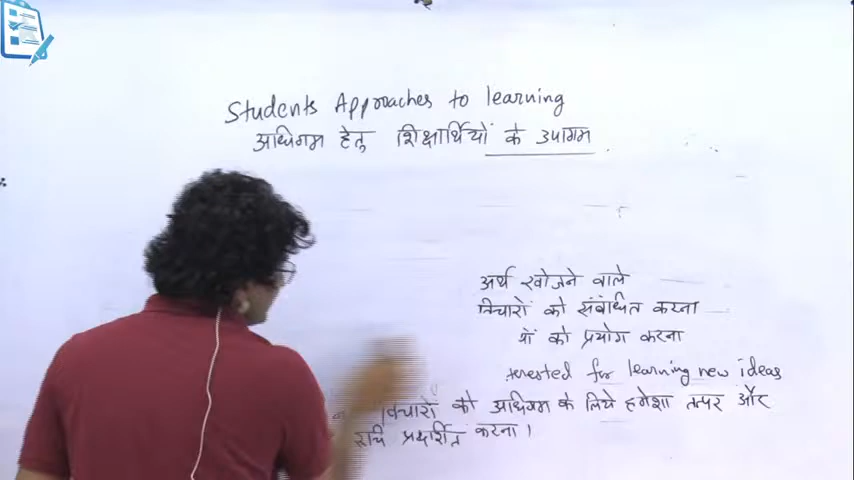 Students Approaches to learning
अधिगम हेतु शिक्षार्थियों के उपागम
अर्थ खोजने वाले
विचारों को संबंधित करना
को प्रयोग करना
terested for learning new ideas
विचारों को अधिगम के लिये हमेशा तत्पर और
रुचि प्रदर्शित करना।